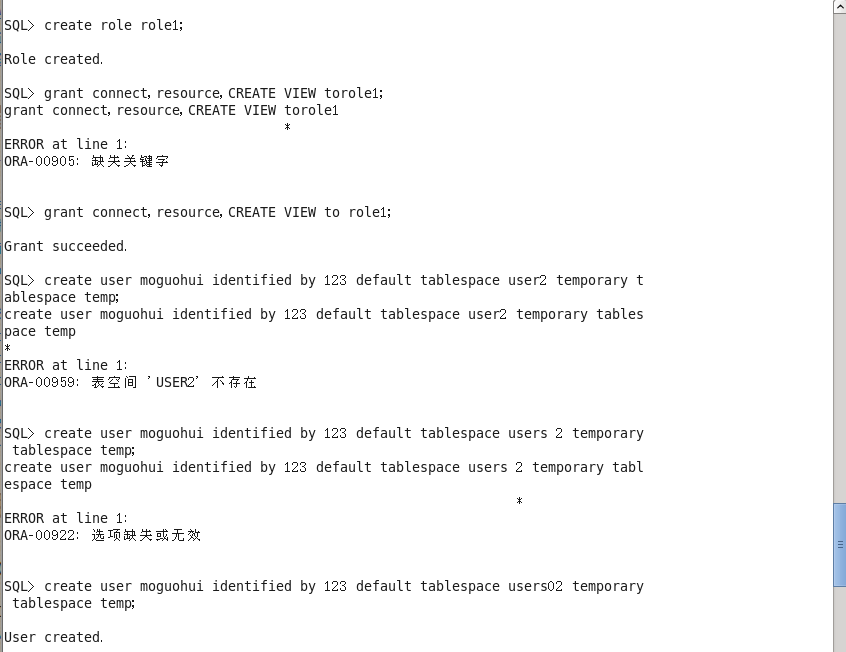 SQL> create role role1;
Role created.
SQL> grant connect,resource,CREATE VIEW torole1;
grant connect,resource,CREATE VIEW torole1
*
ERROR at line 1:
ORA-00905: 缺失关键字
SQL> grant connect,resource,CREATE VIEW to role1;
Grant succeeded.
SQL> create user moguohui identified by 123 default tablespace user2 temporary t
ablespace temp;
create user moguohui identified by 123 default tablespace user2 temporary tables
pace temp
*
ERROR at line 1:
ORA-00959: 表空间 'USER2' 不存在
SQL> create user moguohui identified by 123 default tablespace users 2 temporary
 tablespace temp;
create user moguohui identified by 123 default tablespace users 2 temporary tabl
espace temp
*
ERROR at line 1:
ORA-00922: 选项缺失或无效
SQL> create user moguohui identified by 123 default tablespace users02 temporary
 tablespace temp;
User created.